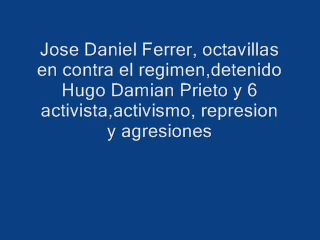 Jose Daniel Ferrer, octavillas
en contra el regimen,detenido
Hugo Damian Prieto y 6
activista,activismo, represion
y agresiones